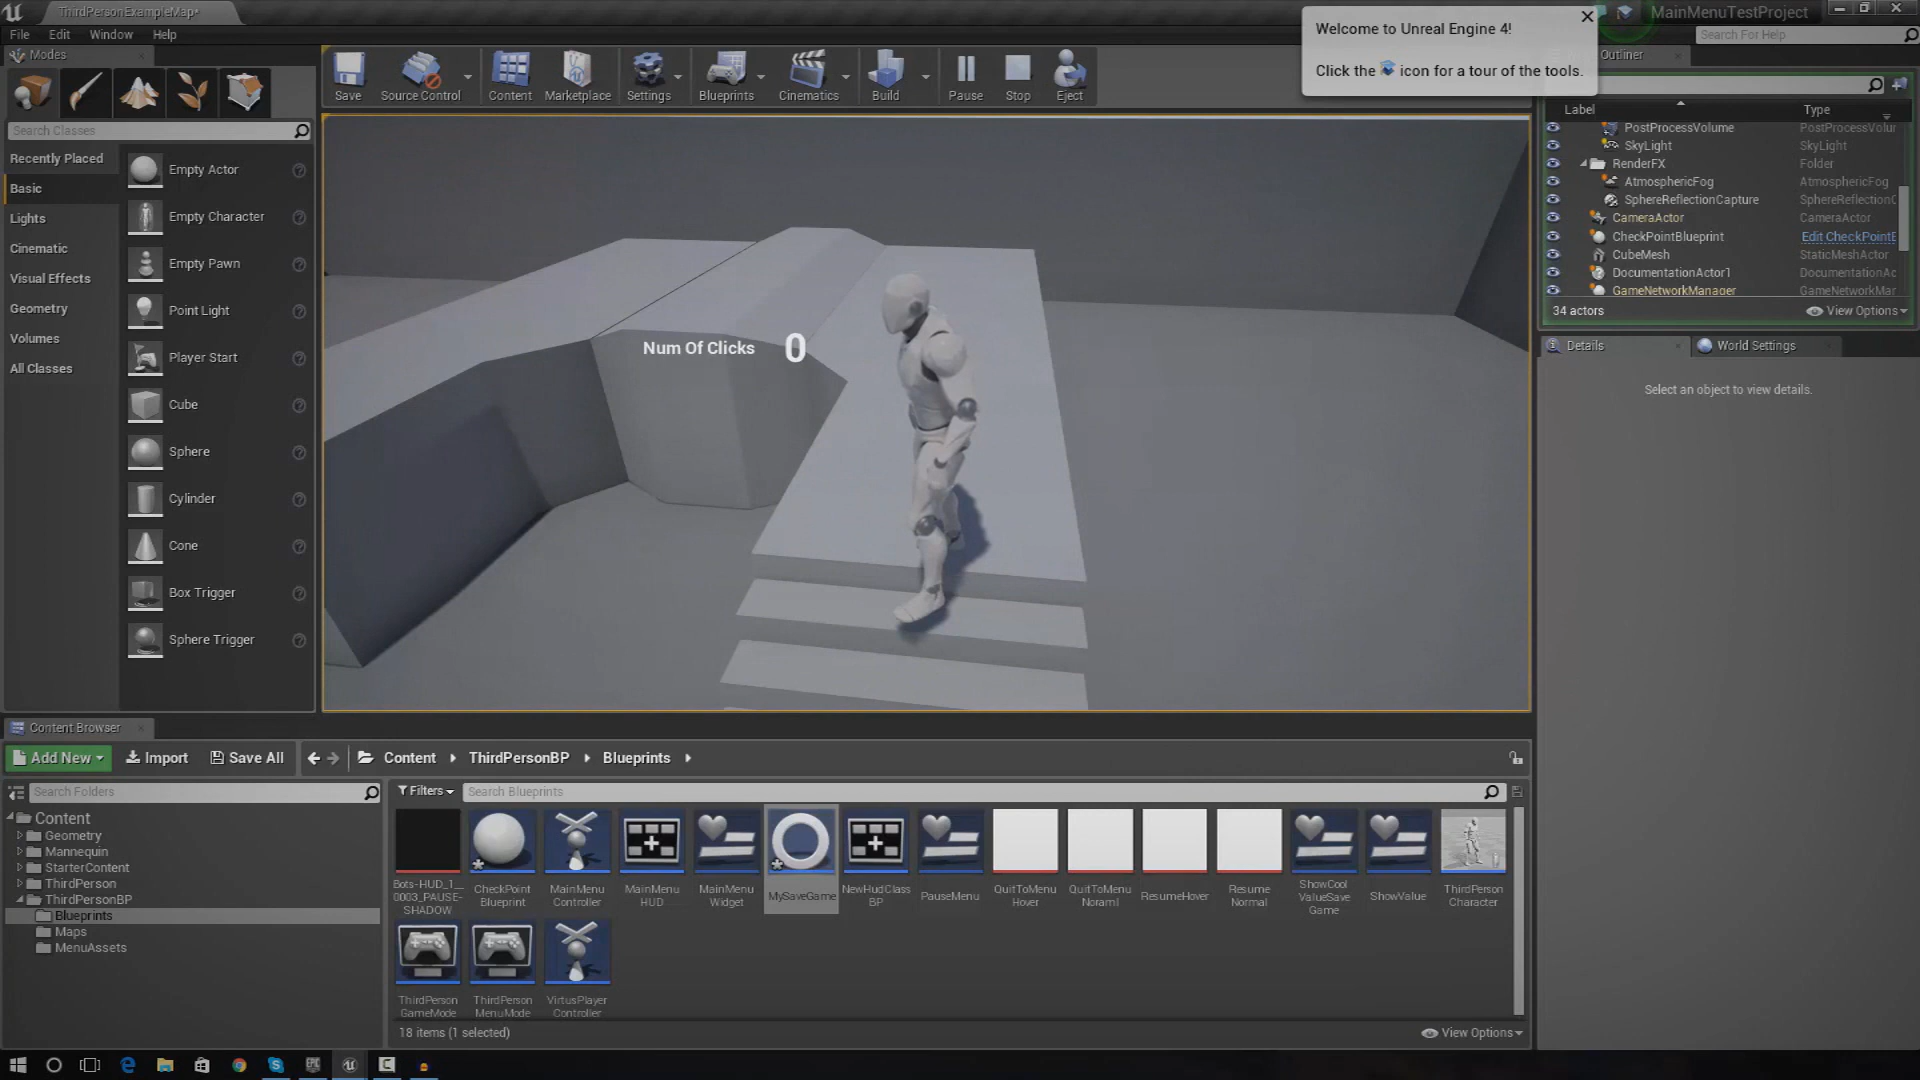 ThirdPersonExampleMap*
MainMenuTestProject
File Edit Window Help
Search For Help
Welcome to Unreal Engine 4!
Click the icon for a tour of the tools.
Modes
Save
Source Control
Content
Marketplace
Settings
Blueprints
Cinematics
Build
Pause
Stop
Eject
Search Classes
Recently Placed
Basic
Lights
Cinematic
Visual Effects
Geometry
Volumes
All Classes
Empty Actor
Empty Character
Empty Pawn
Point Light
Player Start
Cube
Sphere
Cylinder
Cone
Box Trigger
Sphere Trigger
Num Of Clicks 0
Outliner
Label Type
PostProcessVolume PostProcessVolur
SkyLight SkyLight
RenderFX Folder
AtmosphericFog AtmosphericFog
SphereReflectionCapture SphereReflectionC
CameraActor CameraActor
CheckPointBlueprint Edit CheckPointE
CubeMesh StaticMeshActor
DocumentationActor1 DocumentationAc
GameNetworkManager GameNetworkMar
34 actors View Options
Details World Settings
Select an object to view details.
Content Browser
Add New Import Save All Content ThirdPersonBP Blueprints
Search Folders
Filters Search Blueprints
Content
Geometry
Mannequin
StarterContent
ThirdPerson
ThirdPersonBP
Blueprints
Maps
MenuAssets
Bots-HUD_1__
0003_PAUSE-
SHADOW
CheckPoint
Blueprint
MainMenu
Controller
MainMenu
HUD
MainMenu
Widget
MySaveGame
NewHudClass
BP
PauseMenu
QuitToMenu
Hover
QuitToMenu
Noraml
ResumeHover
Resume
Normal
ShowCool
ValueSave
Game
ShowValue
ThirdPerson
Character
ThirdPerson
GameMode
ThirdPerson
MenuMode
VirtusPlayer
Controller
18 items (1 selected)
View Options